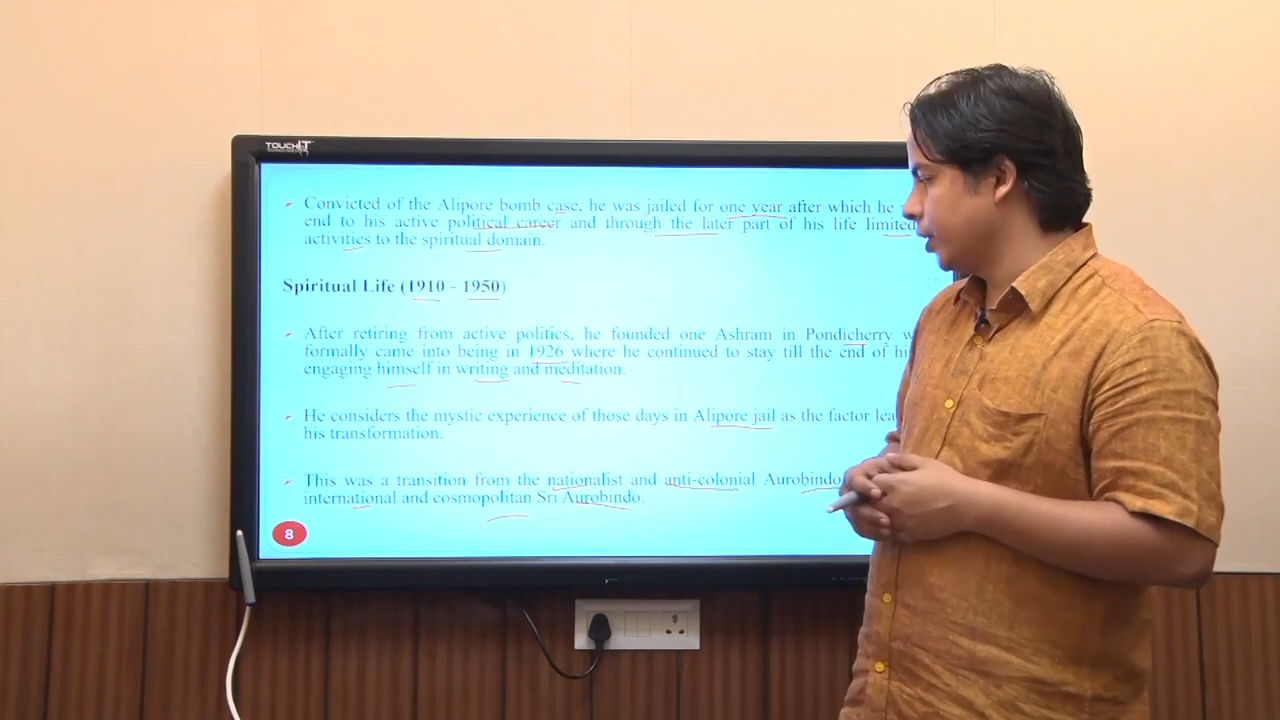 TOUCHIT
Convicted of the Alipore bomb case, he was jailed for one year after which he
end to his active political career and through the later part of his life limited
activities to the spiritual domain.
Spiritual Life (1910 - 1950)
After retiring from active politics, he founded one Ashram in Pondicherry
formally came into being in 1926 where he continued to stay till the end of
engaging himself in writing and meditation.
He considers the mystic experience of those days in Alipore jail as the factor
his transformation.
This was a transition from the nationalist and anti-colonial Aurobindo
international and cosmopolitan Sri Aurobindo.
8